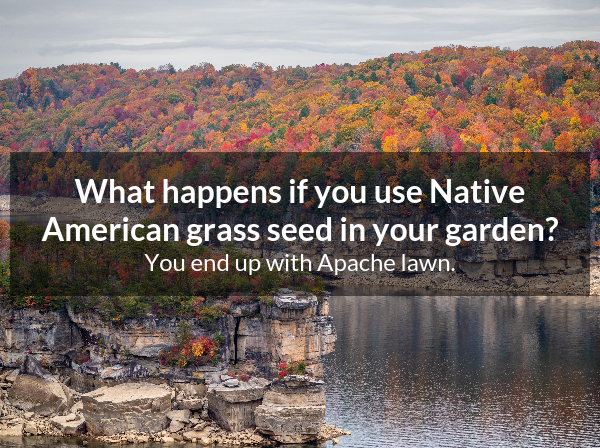 What happens if you use Native
American grass seed in your garden?
You end up with Apache lawn.